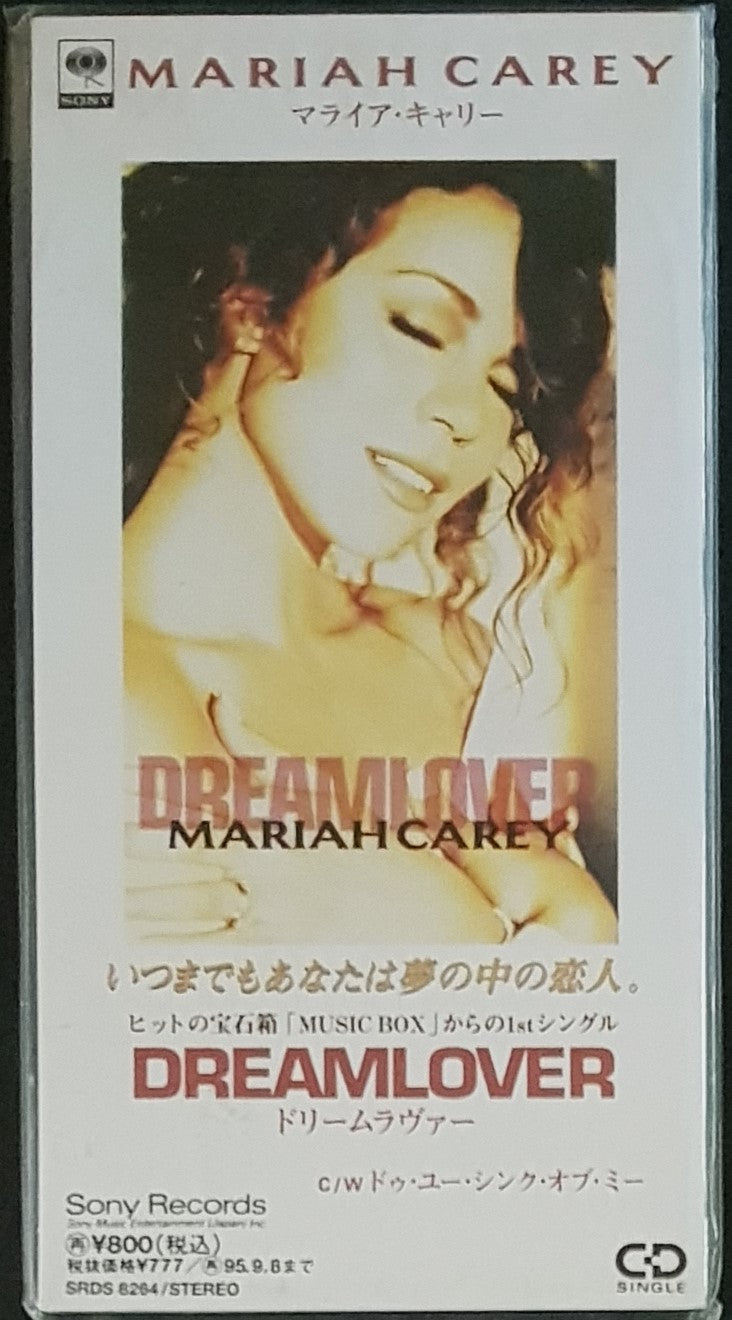 MARIAH CAREY
SONY
マライア・キャリー
DREAMLOVER
MARIAH CAREY
いつまでもあなたは夢の中の恋人。
ヒットの宝石箱「MUSIC BOX」からの1stシングル
DREAMLOVER
ドリームラヴァー
C/W ドゥ・ユー・シンク・オブ・ミー
Sony Records
Sony Music Entertainment (Japan) Inc.
再¥800(税込)
税抜価格¥777/再95.9.8まで
SRDS 8264/STEREO
CD
SINGLE